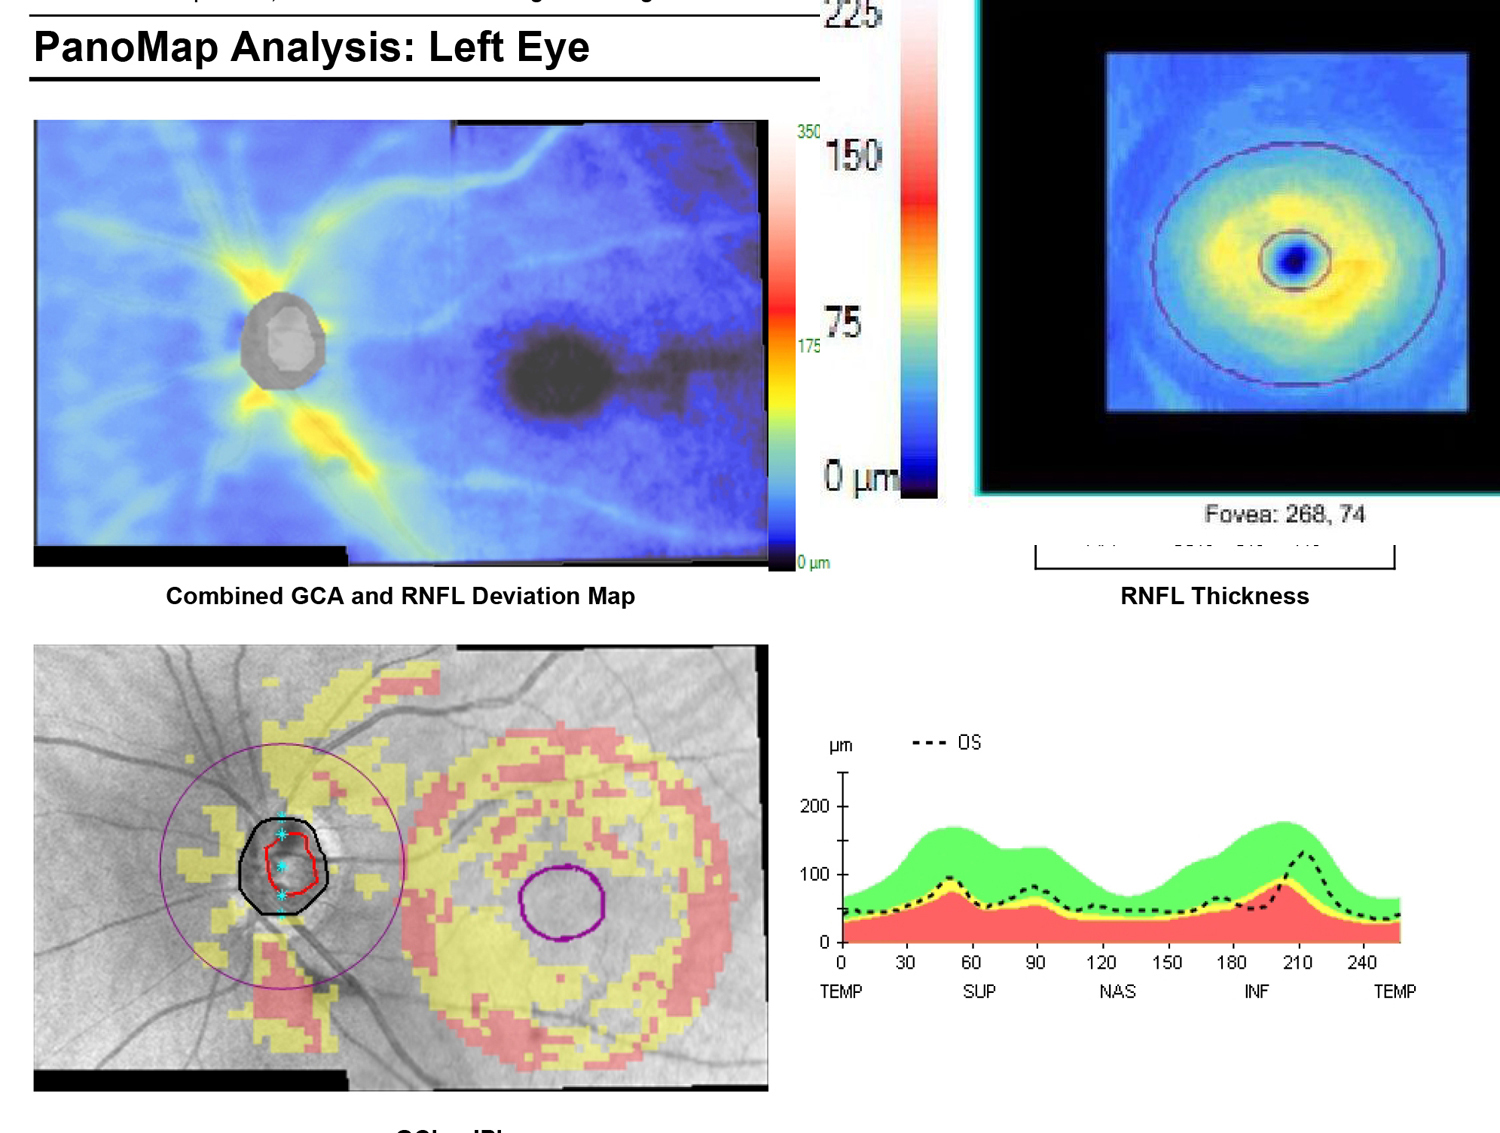 PanoMap Analysis: Left Eye
350
175
0 µm
225
150
75
0 µm
Fovea: 268, 74
Combined GCA and RNFL Deviation Map
RNFL Thickness
µm
OS
200
100
0
0 30 60 90 120 150 180 210 240
TEMP SUP NAS INF TEMP